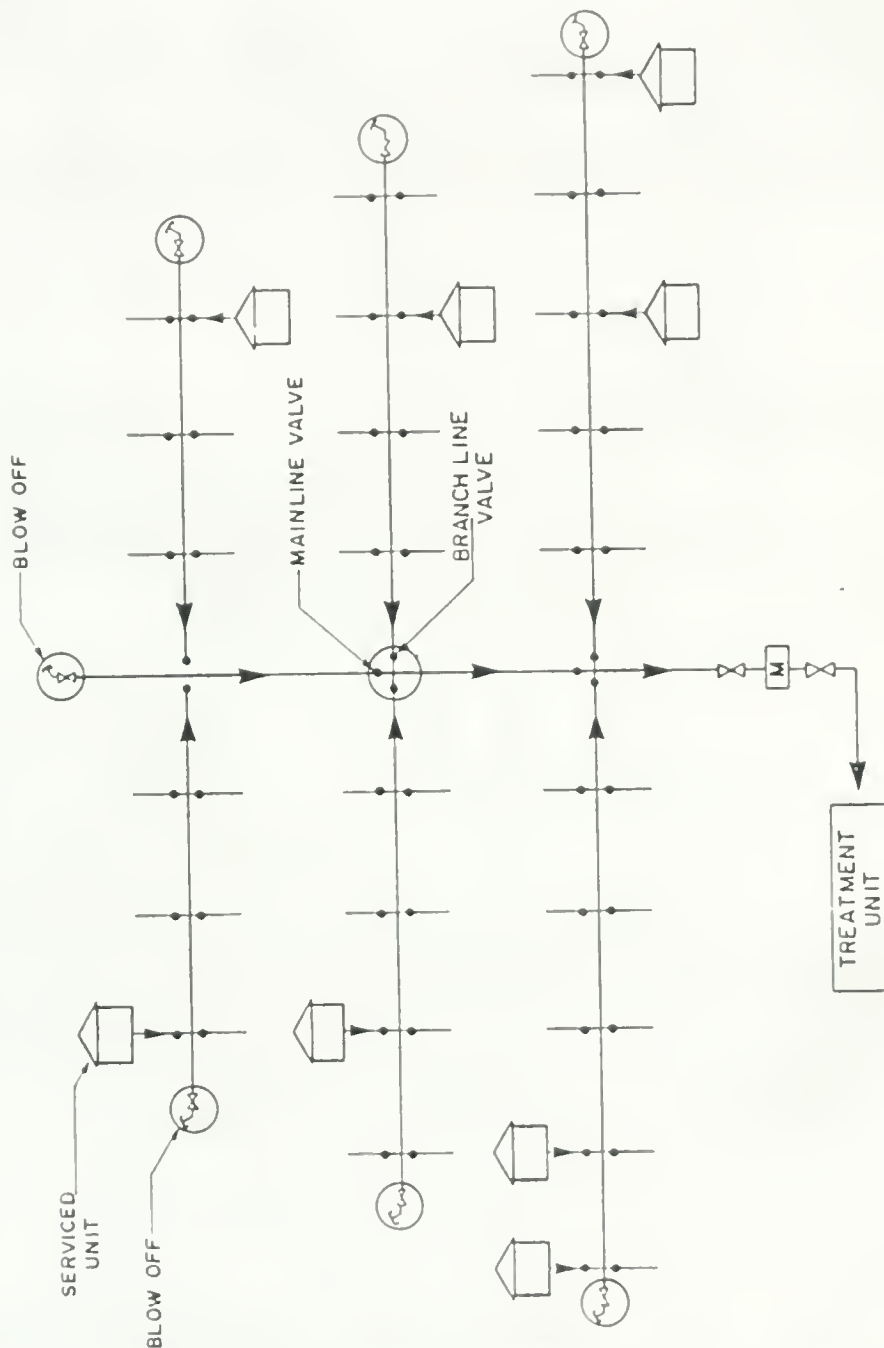 SERVICED
UNIT
BLOW OFF
BLOW OFF
MAINLINE VALVE
BRANCH LINE
VALVE
M
TREATMENT
UNIT